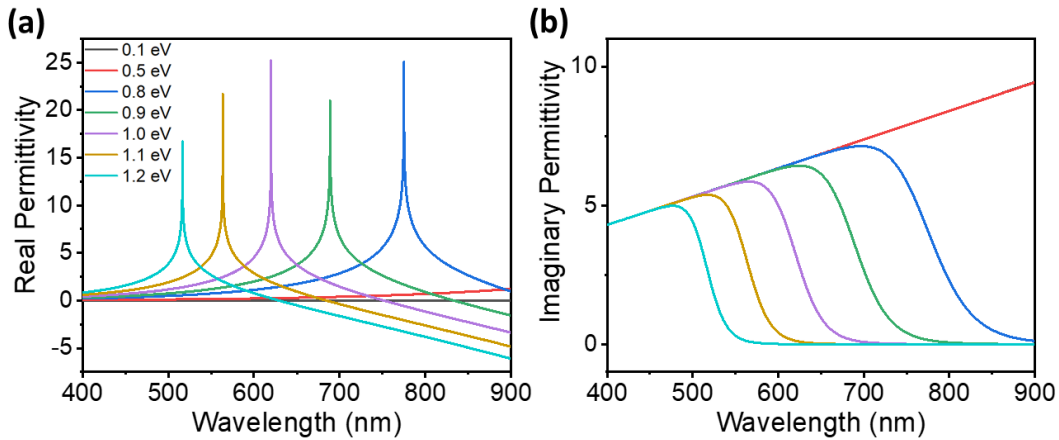 (a)
Real Permittivity
25
20
15
10
5
0
-5
0.1 eV
0.5 eV
0.8 eV
0.9 eV
1.0 eV
1.1 eV
1.2 eV
400 500 600 700 800 900
Wavelength (nm)
(b)
Imaginary Permittivity
10
5
0
400 500 600 700 800 900
Wavelength (nm)